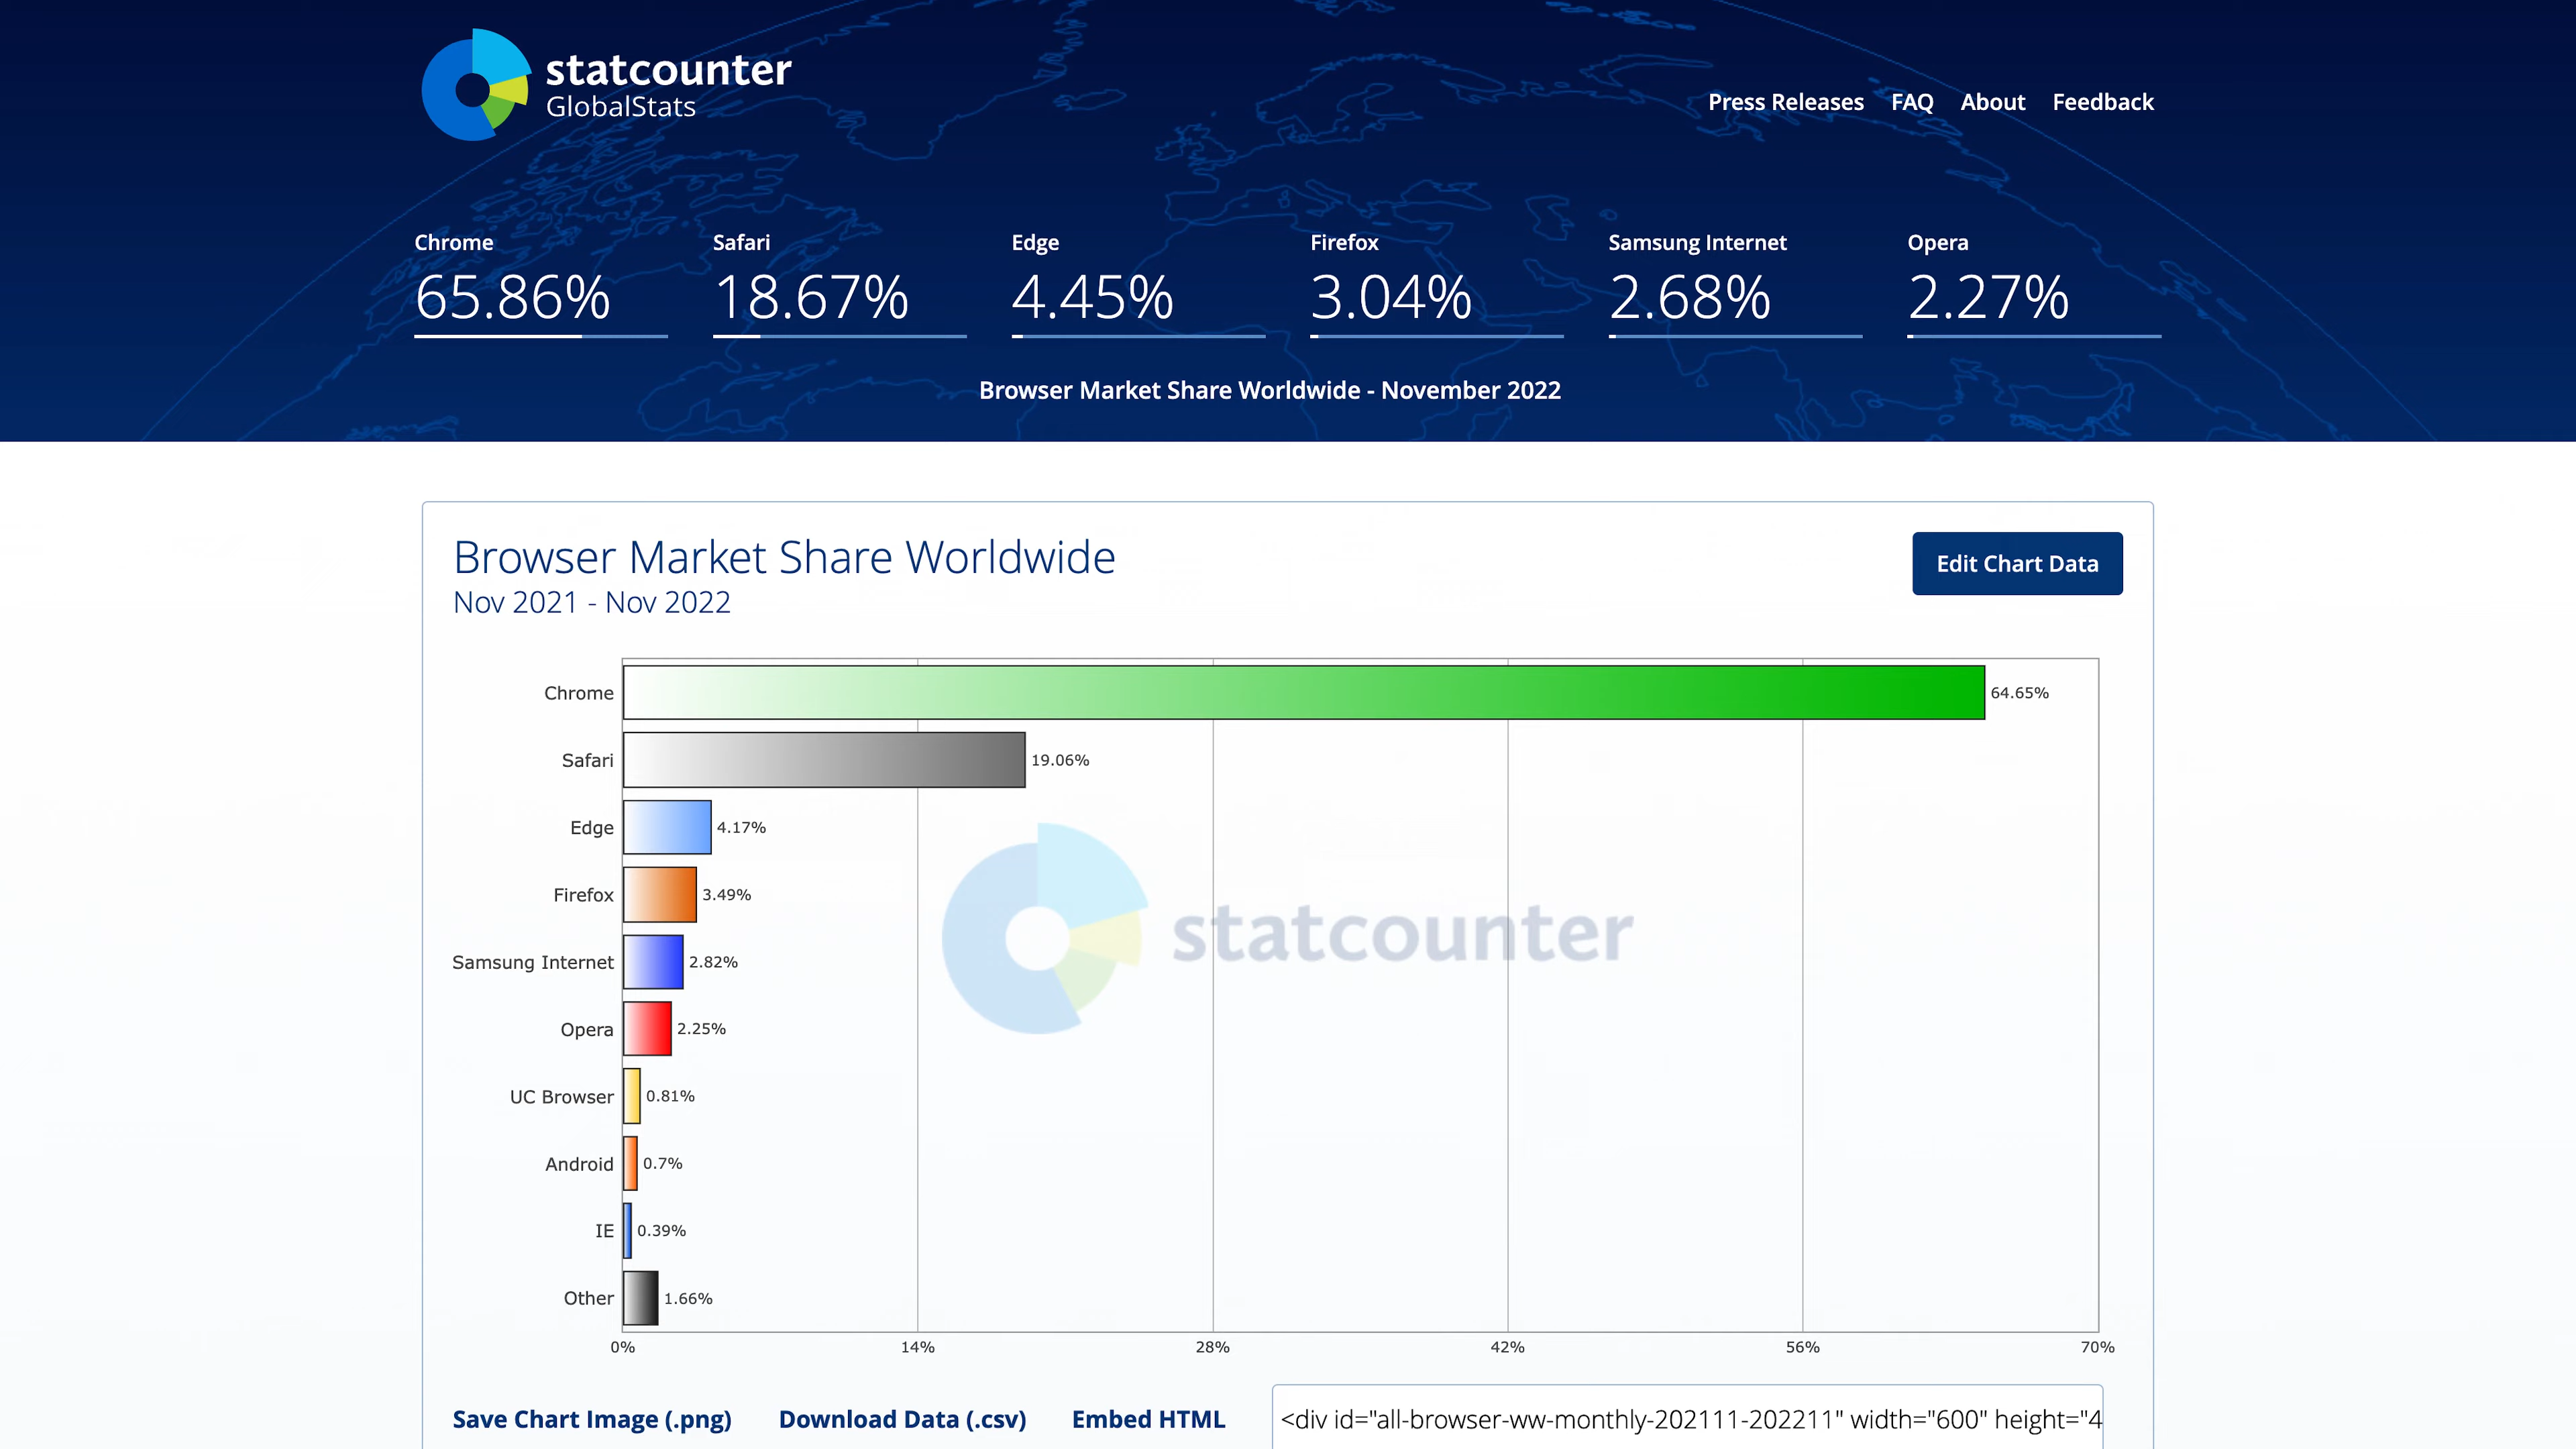 statcounter
GlobalStats
Press Releases FAQ About Feedback
Chrome Safari Edge Firefox Samsung Internet Opera
65.86% 18.67% 4.45% 3.04% 2.68% 2.27%
Browser Market Share Worldwide - November 2022
Browser Market Share Worldwide
Edit Chart Data
Nov 2021 - Nov 2022
Chrome 64.65%
Safari 19.06%
Edge 4.17%
Firefox 3.49%
statcounter
Samsung Internet 2.82%
Opera 2.25%
UC Browser 0.81%
Android 0.7%
IE 0.39%
Other 1.66%
0% 14% 28% 42% 56% 70%
Save Chart Image (.png) Download Data (.csv) Embed HTML <div id="all-browser-ww-monthly-202111-202211" width="600" height="4